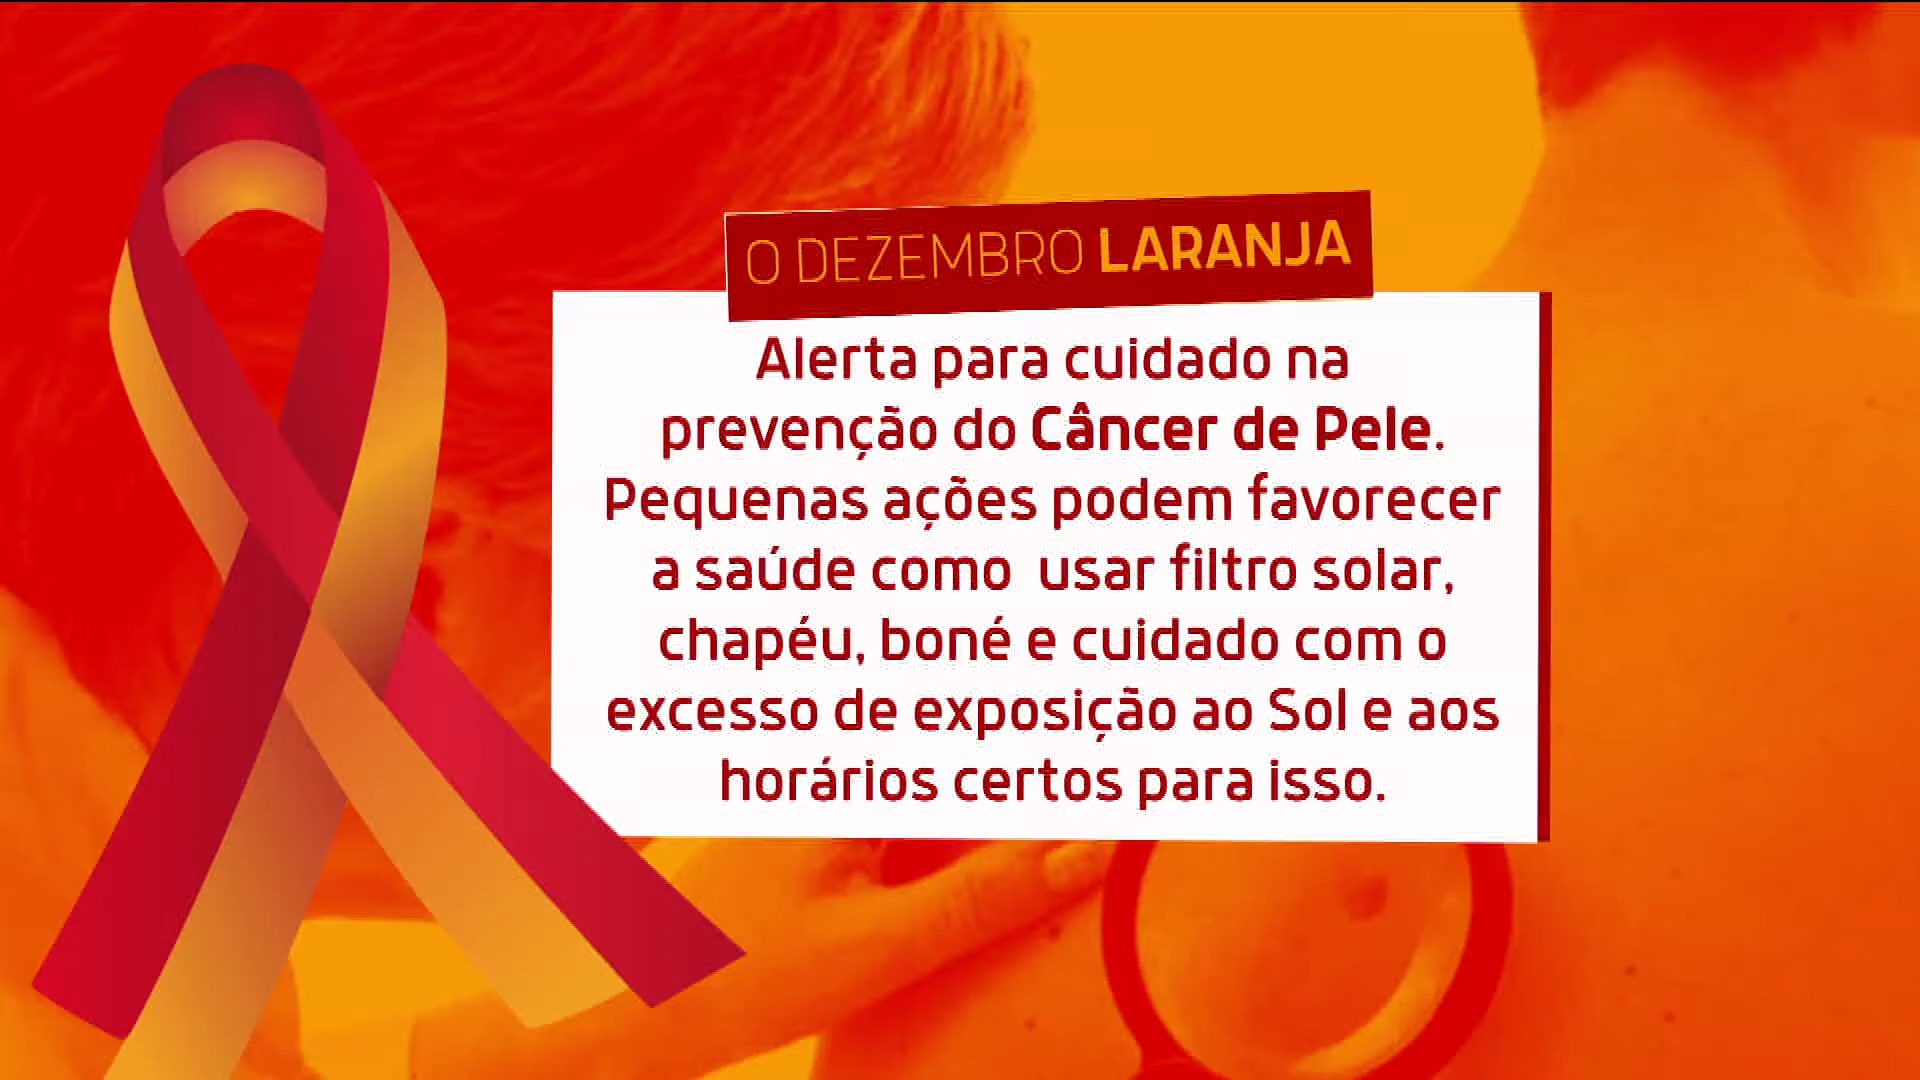 O DEZEMBRO LARANJA
Alerta para cuidado na
prevenção do Câncer de Pele.
Pequenas ações podem favorecer
a saúde como usar filtro solar,
chapéu, boné e cuidado com o
excesso de exposição ao Sol e aos
horários certos para isso.